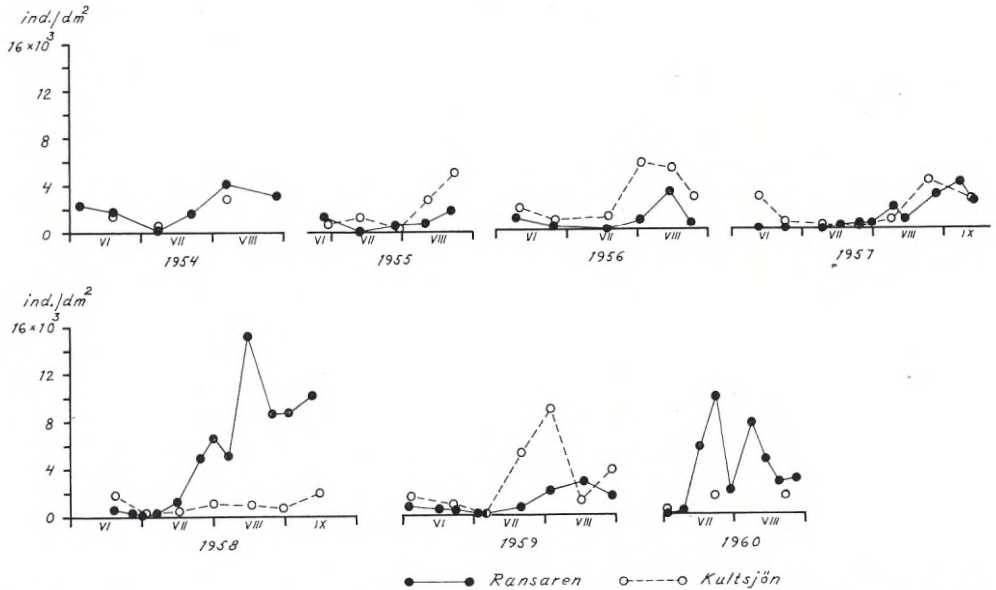 ind./dm²
16×10³
12
8
4
0
VI VII VIII
1954
VI VII VIII
1955
VI VII VIII
1956
VI VII VIII IX
1957
ind./dm²
16×10³
12
8
4
0
VI VII VIII IX
1958
VI VII VIII
1959
VII VIII
1960
Ransaren Kultsjön